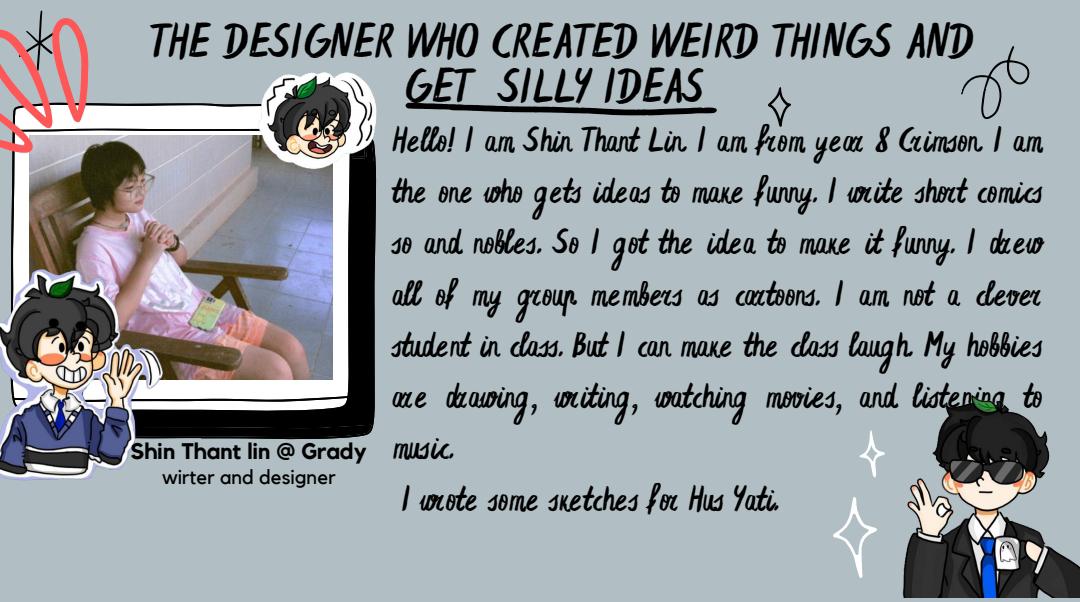 THE DESIGNER WHO CREATED WEIRD THINGS AND
GET SILLY IDEAS
Hello! I am Shin Thant Lin. I am from year 8 Crimson. I am
the one who gets ideas to make funny. I write short comics
so and nobles. So I got the idea to make it funny. I drew
all of my group members as cartoons. I am not a clever
student in class. But I can make the class laugh. My hobbies
are drawing, writing, watching movies, and listening to
music.
I wrote some sketches for Hus Yati.
Shin Thant lin @ Grady
wirter and designer